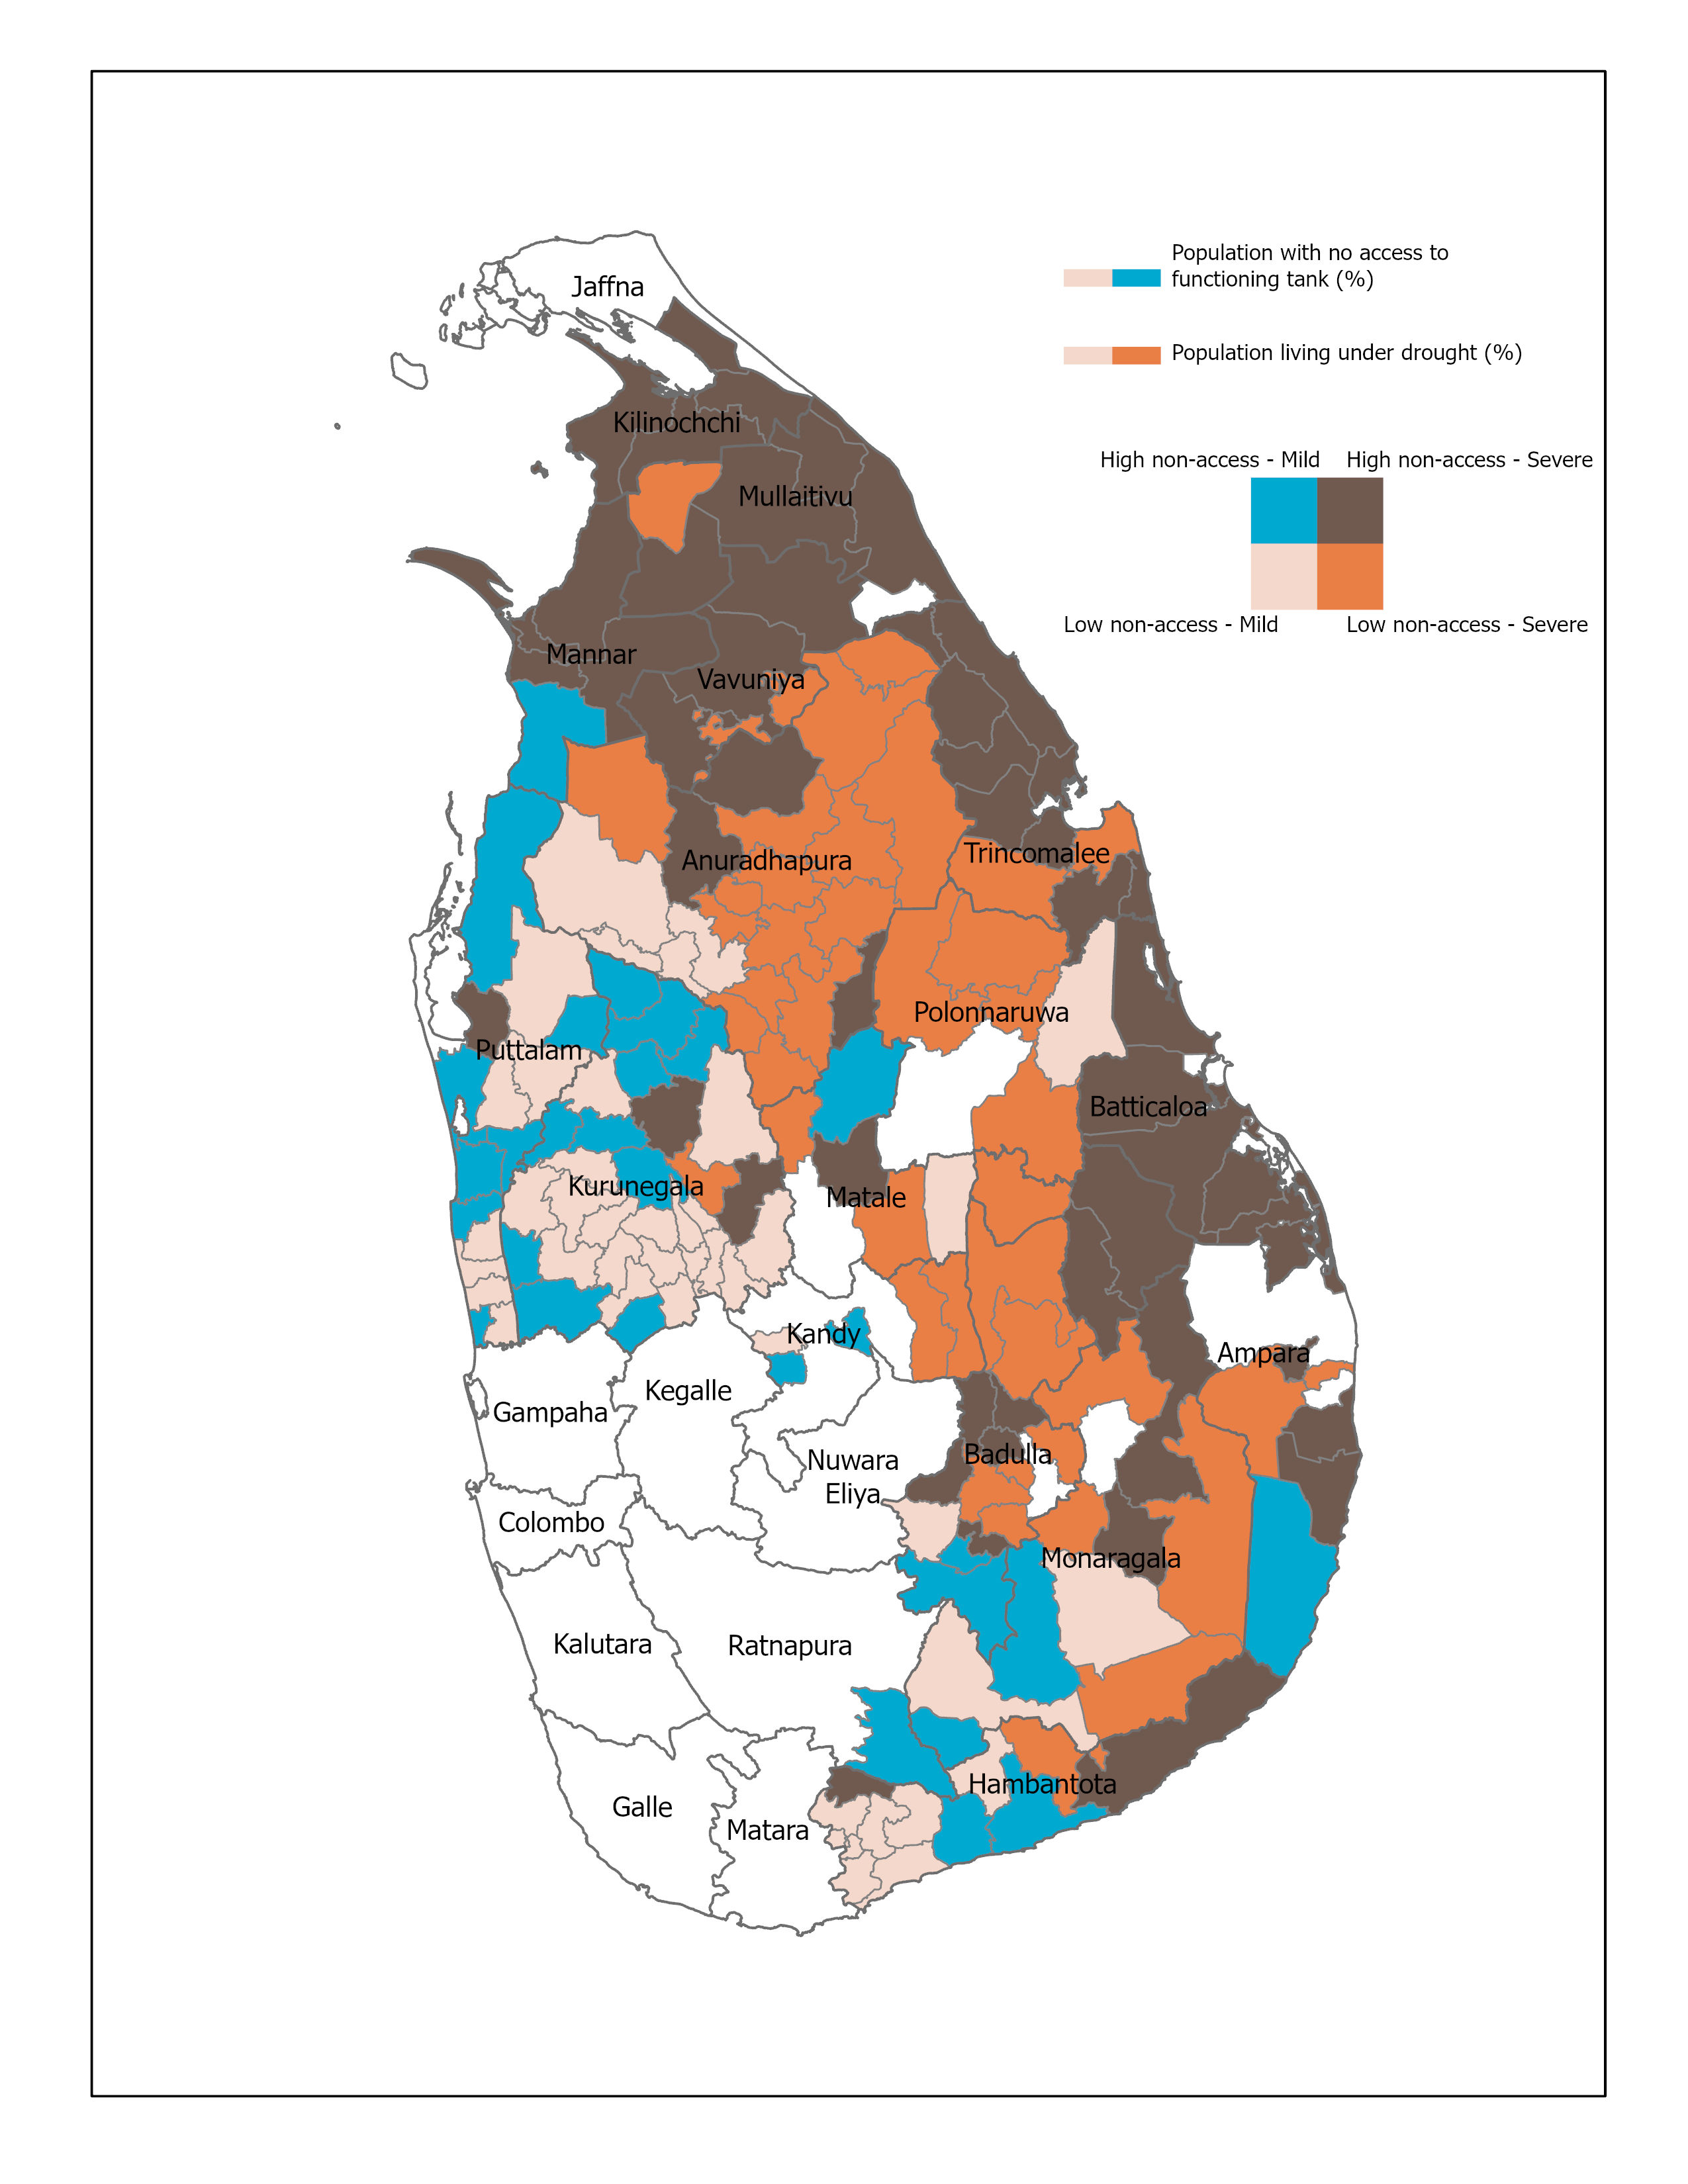 Population with no access to
functioning tank (%)
Jaffna
Population living under drought (%)
Kilinochchi
High non-access - Mild
High non-access - Severe
Mullaitivu
Low non-access - Mild
Low non-access - Severe
Mannar
Vavuniya
Anuradhapura
Trincomalee
Polonnaruwa
Puttalam
Batticaloa
Kurunegala
Matale
Kandy
Ampara
Kegalle
Gampaha
Badulla
Nuwara
Eliya
Colombo
Monaragala
Kalutara
Ratnapura
Hambantota
Galle
Matara